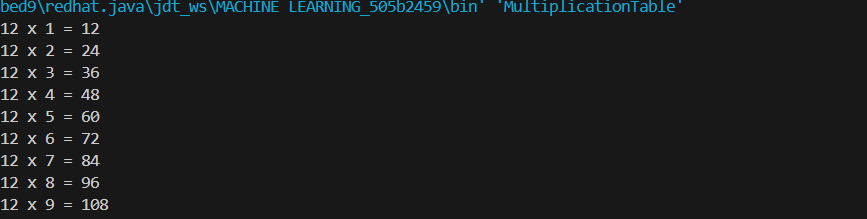 bed9\redhat.java\jdt_ws\MACHINE LEARNING_505b2459\bin' 'MultiplicationTable'
12 x 1 = 12
12 x 2 = 24
12 x 3 = 36
12 x 4 = 48
12 x 5 = 60
12 x 6 = 72
12 x 7 = 84
12 x 8 = 96
12 x 9 = 108